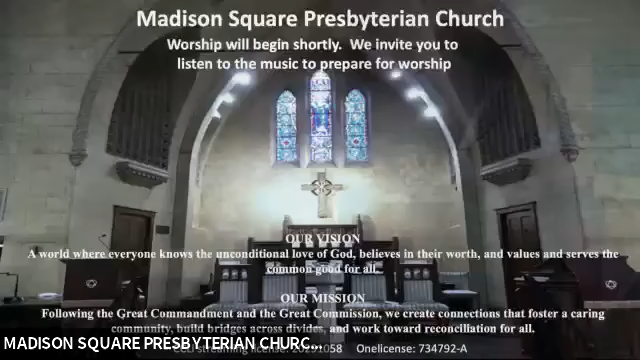 Madison Square Presbyterian Church
Worship will begin shortly. We invite you to
listen to the music to prepare for worship
OUR VISION
A world where everyone knows the unconditional love of God, believes in their worth, and values and serves the
common good for all.
OUR MISSION
Following the Great Commandment and the Great Commission, we create connections that foster a caring
community, build bridges across divides, and work toward reconciliation for all.
streaming license: Onelicense: 734792-A
MADISON SQUARE PRESBYTERIAN CHURC...